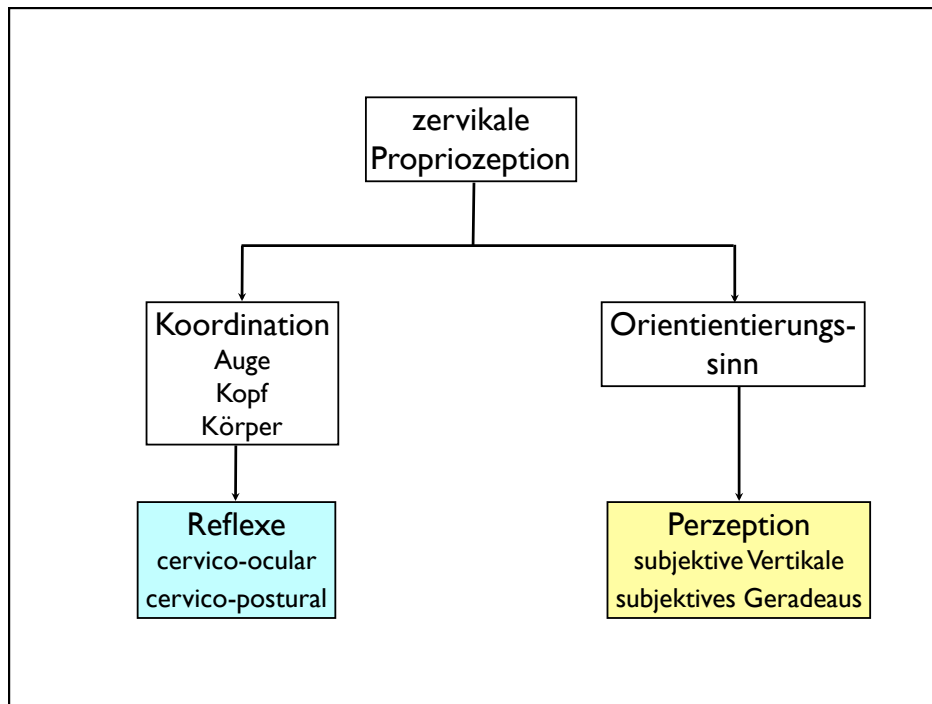 zervikale
Propriozeption
Koordination
Auge
Kopf
Körper
Orientientierungs-
sinn
Reflexe
cervico-ocular
cervico-postural
Perzeption
subjektive Vertikale
subjektives Geradeaus